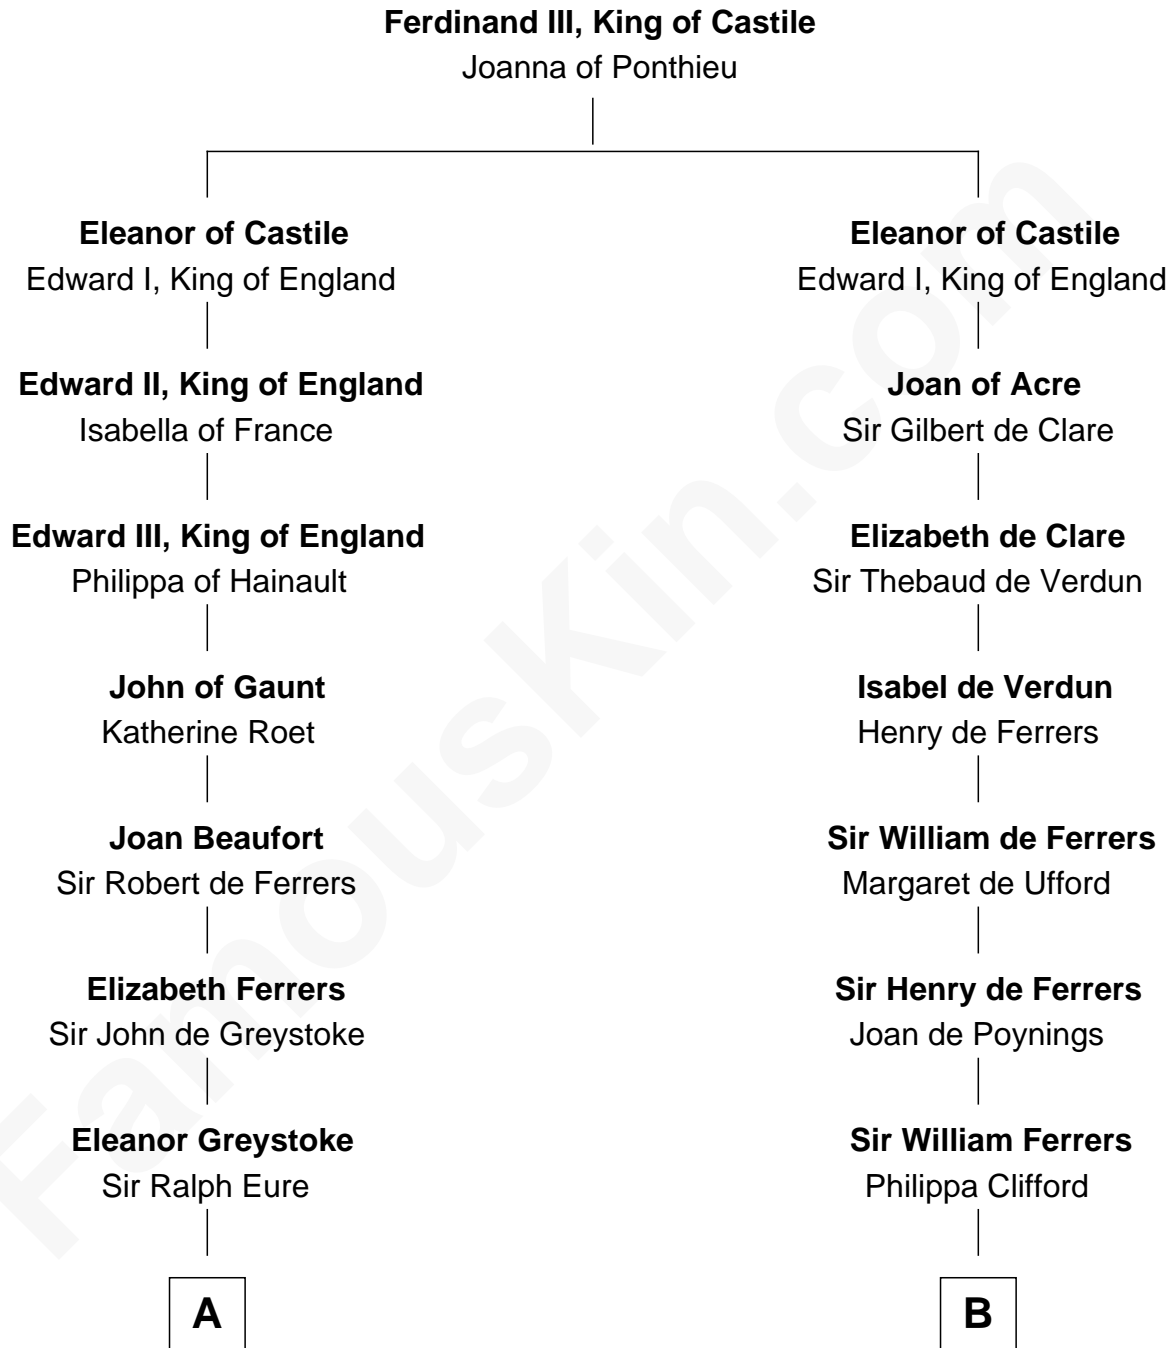 Ferdinand III, King of Castile
Joanna of Ponthieu
Eleanor of Castile
Edward I, King of England
Edward II, King of England
Isabella of France
Edward III, King of England
Philippa of Hainault
John of Gaunt
Katherine Roet
Joan Beaufort
Sir Robert de Ferrers
Elizabeth Ferrers
Sir John de Greystoke
Eleanor Greystoke
Sir Ralph Eure
A
Eleanor of Castile
Edward I, King of England
Joan of Acre
Sir Gilbert de Clare
Elizabeth de Clare
Sir Thebaud de Verdun
Isabel de Verdun
Henry de Ferrers
Sir William de Ferrers
Margaret de Ufford
Sir Henry de Ferrers
Joan de Poynings
Sir William Ferrers
Philippa Clifford
B
FamousKin.com